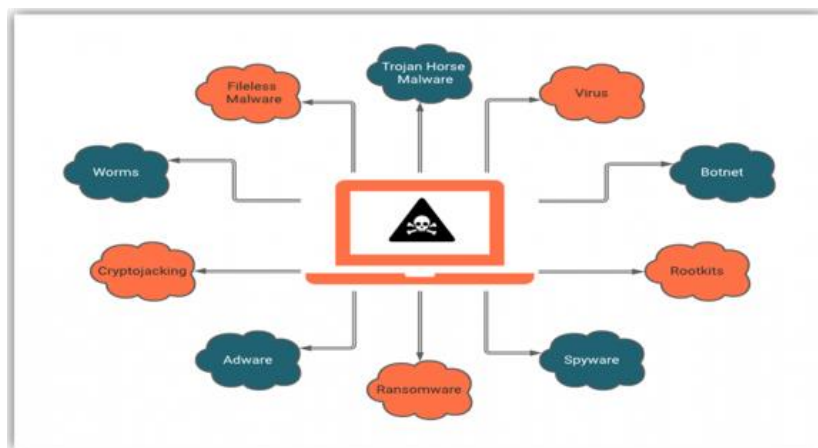 Trojan Horse
Malware
Fileless
Malware
Virus
Worms
Botnet
Cryptojacking
Rootkits
Adware
Spyware
Ransomware